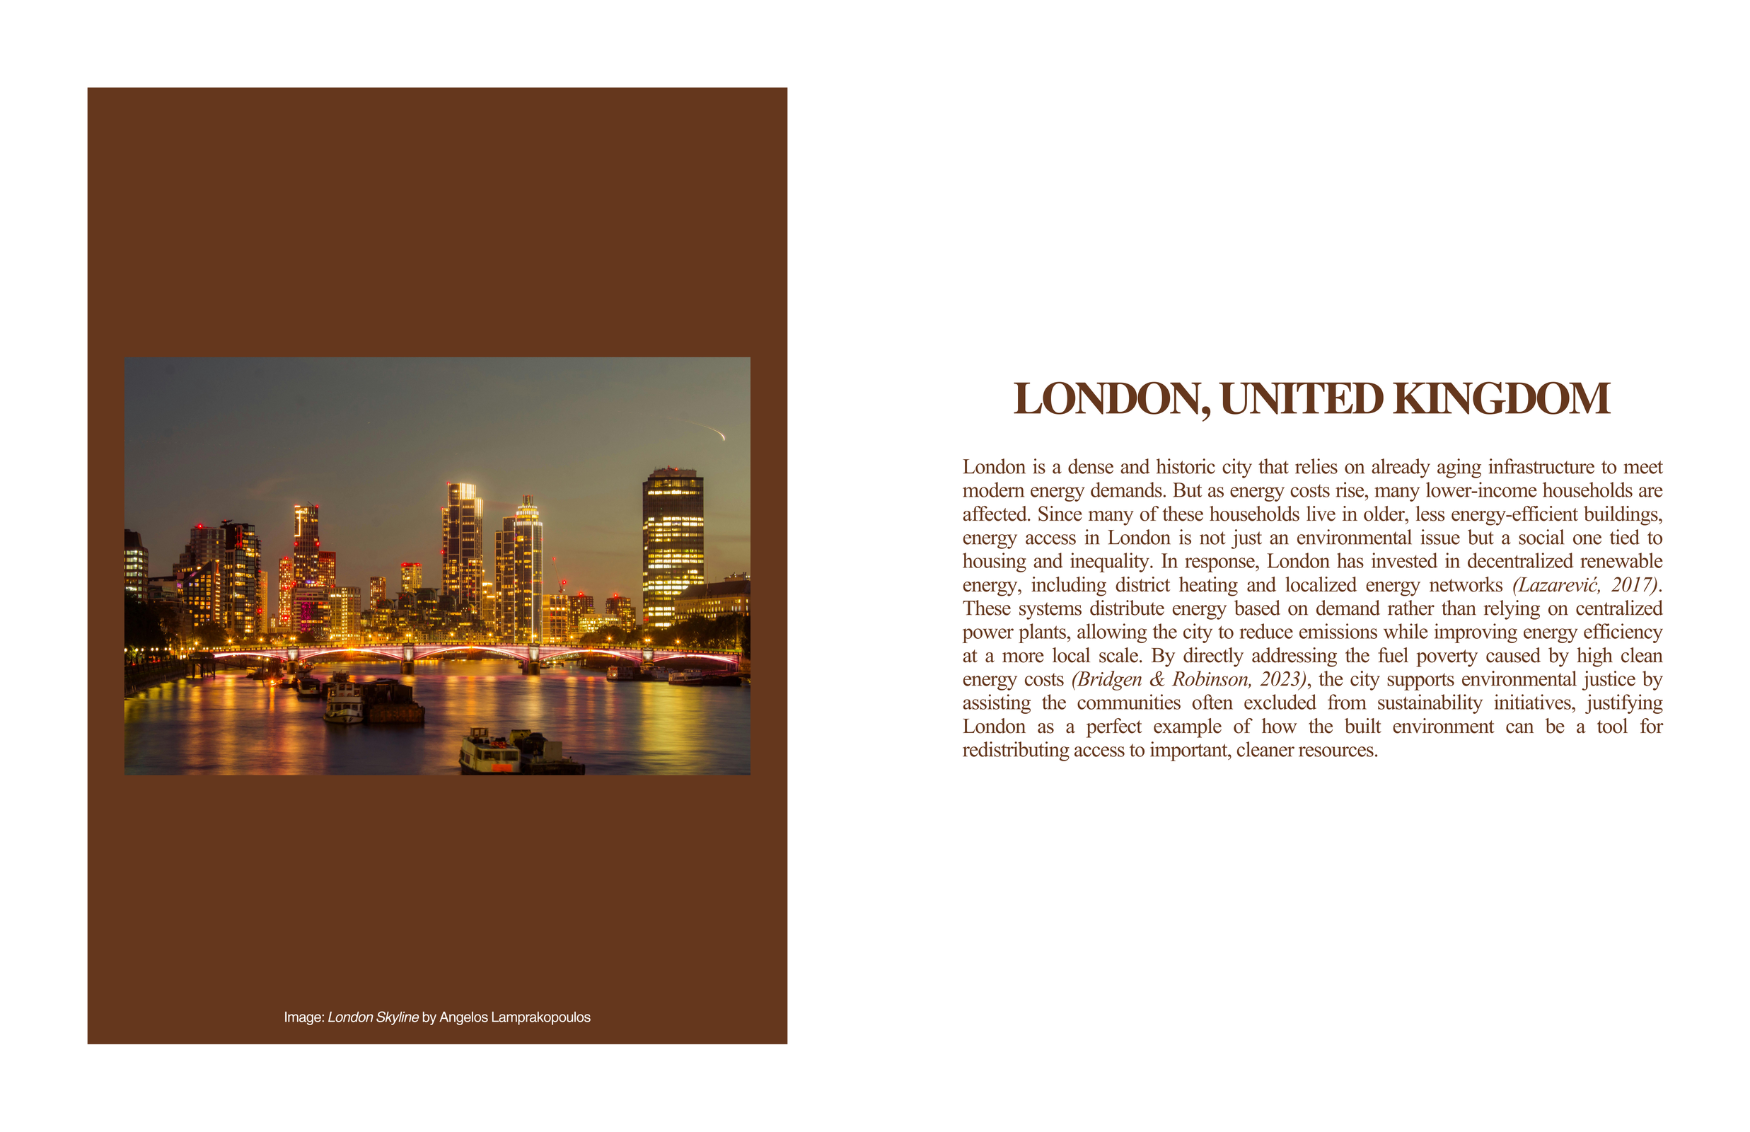 Image: London Skyline by Angelos Lamprakopoulos
LONDON, UNITED KINGDOM
London is a dense and historic city that relies on already aging infrastructure to meet
modern energy demands. But as energy costs rise, many lower-income households are
affected. Since many of these households live in older, less energy-efficient buildings,
energy access in London is not just an environmental issue but a social one tied to
housing and inequality. In response, London has invested in decentralized renewable
energy, including district heating and localized energy networks (Lazarević, 2017).
These systems distribute energy based on demand rather than relying on centralized
power plants, allowing the city to reduce emissions while improving energy efficiency
at a more local scale. By directly addressing the fuel poverty caused by high clean
energy costs (Bridgen & Robinson, 2023), the city supports environmental justice by
assisting the communities often excluded from sustainability initiatives, justifying
London as a perfect example of how the built environment can be a tool for
redistributing access to important, cleaner resources.